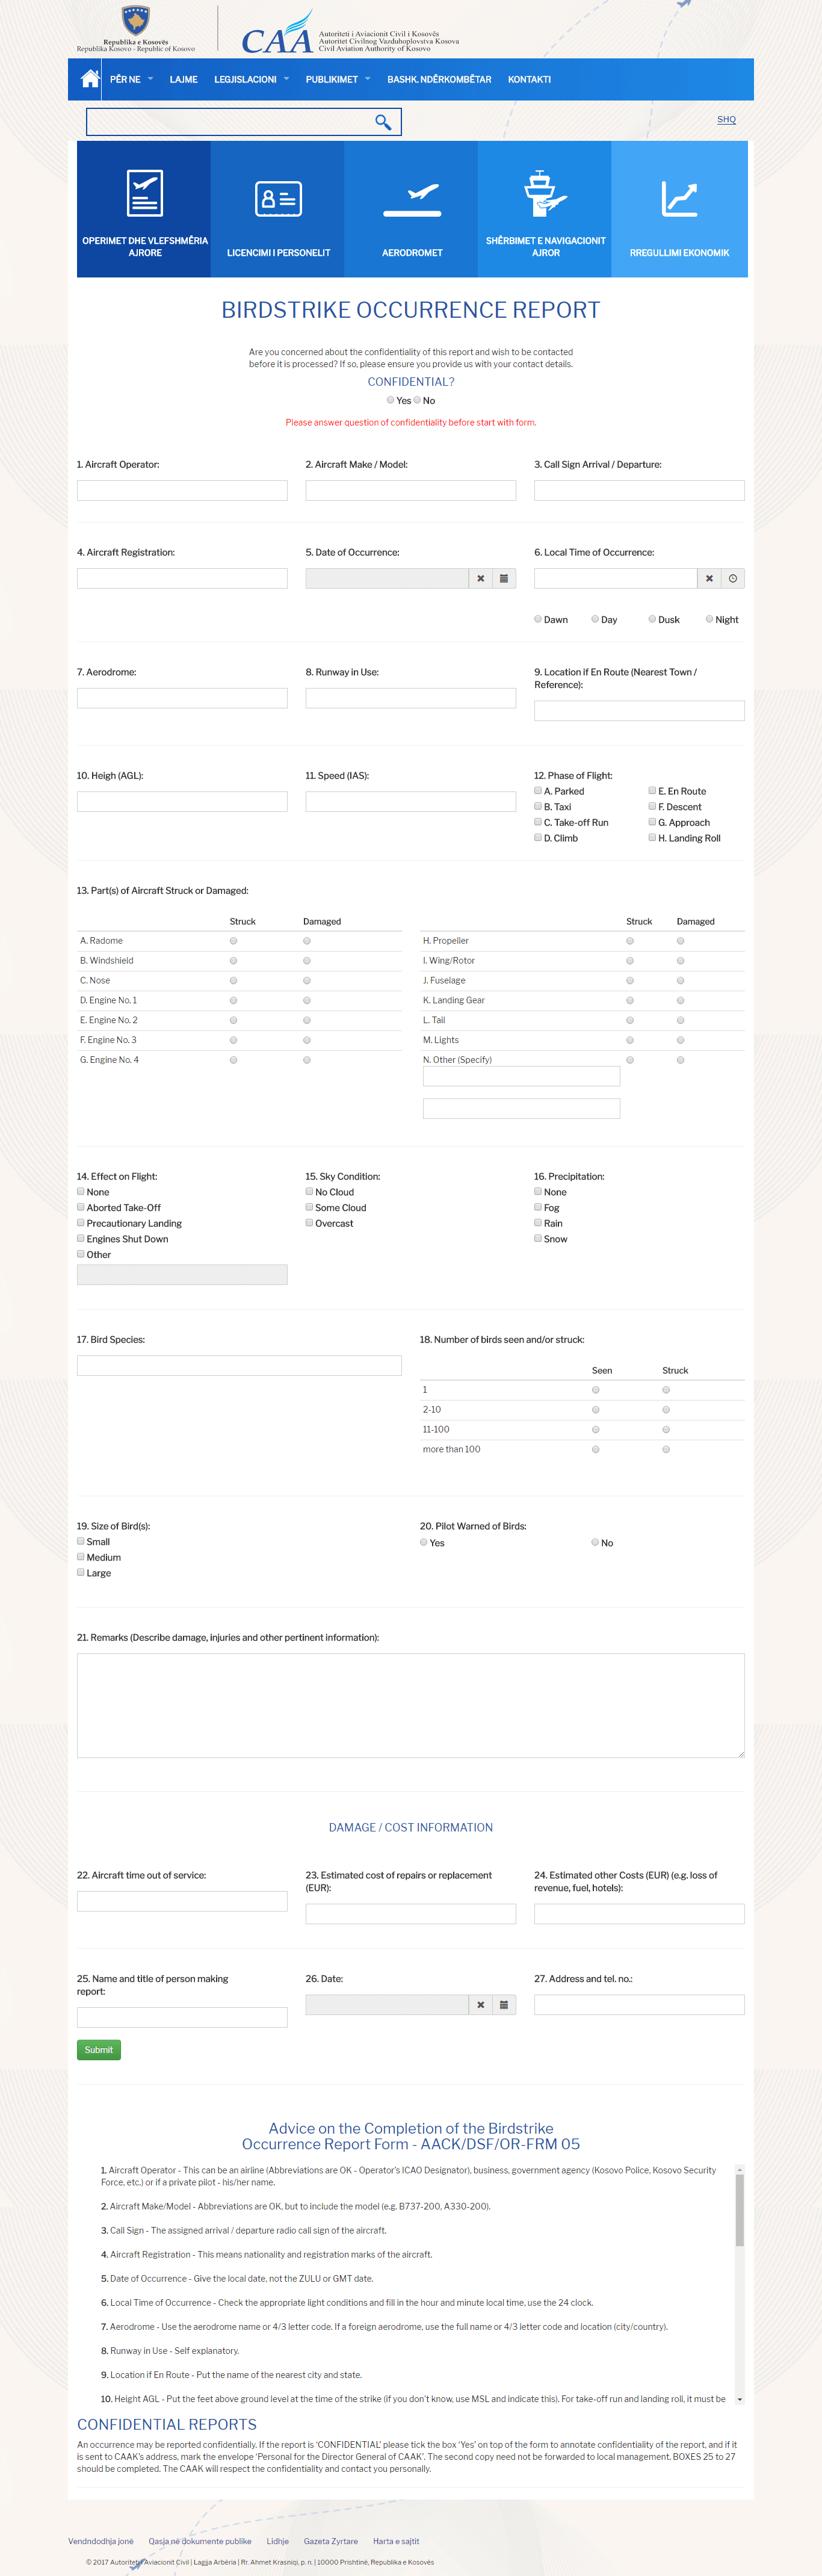 Republika e Kosovës
Republika Kosovo - Republic of Kosovo
CAA
Autoriteti i Aviacionit Civil i Kosovës
Autoritet Civilnog Vazduhoplovstva Kosova
Civil Aviation Authority of Kosovo
PËR NE
LAJME
LEGJISLACIONI
PUBLIKIMET
BASHK. NDËRKOMBËTAR
KONTAKTI
SHQ
OPERIMET DHE VLEFSHMËRIA
AJRORE
LICENCIMI I PERSONELIT
AERODROMET
SHËRBIMET E NAVIGACIONIT
AJROR
RREGULLIMI EKONOMIK
BIRDSTRIKE OCCURRENCE REPORT
Are you concerned about the confidentiality of this report and wish to be contacted
before it is processed? If so, please ensure you provide us with your contact details.
CONFIDENTIAL?
Yes No
Please answer question of confidentiality before start with form.
1. Aircraft Operator:
2. Aircraft Make / Model:
3. Call Sign Arrival / Departure:
4. Aircraft Registration:
5. Date of Occurrence:
6. Local Time of Occurrence:
Dawn Day Dusk Night
7. Aerodrome:
8. Runway in Use:
9. Location if En Route (Nearest Town /
Reference):
10. Heigh (AGL):
11. Speed (IAS):
12. Phase of Flight:
A. Parked E. En Route
B. Taxi F. Descent
C. Take-off Run G. Approach
D. Climb H. Landing Roll
13. Part(s) of Aircraft Struck or Damaged:
Struck Damaged
A. Radome
B. Windshield
C. Nose
D. Engine No. 1
E. Engine No. 2
F. Engine No. 3
G. Engine No. 4
Struck Damaged
H. Propeller
I. Wing/Rotor
J. Fuselage
K. Landing Gear
L. Tail
M. Lights
N. Other (Specify)
14. Effect on Flight:
None
Aborted Take-Off
Precautionary Landing
Engines Shut Down
Other
15. Sky Condition:
No Cloud
Some Cloud
Overcast
16. Precipitation:
None
Fog
Rain
Snow
17. Bird Species:
18. Number of birds seen and/or struck:
Seen Struck
1
2-10
11-100
more than 100
19. Size of Bird(s):
Small
Medium
Large
20. Pilot Warned of Birds:
Yes No
21. Remarks (Describe damage, injuries and other pertinent information):
DAMAGE / COST INFORMATION
22. Aircraft time out of service:
23. Estimated cost of repairs or replacement
(EUR):
24. Estimated other Costs (EUR) (e.g. loss of
revenue, fuel, hotels):
25. Name and title of person making
report:
26. Date:
27. Address and tel. no.:
Submit
Advice on the Completion of the Birdstrike
Occurrence Report Form - AACK/DSF/OR-FRM 05
1. Aircraft Operator - This can be an airline (Abbreviations are OK - Operator's ICAO Designator), business, government agency (Kosovo Police, Kosovo Security
Force, etc.) or if a private pilot - his/her name.
2. Aircraft Make/Model - Abbreviations are OK, but to include the model (e.g. B737-200, A330-200).
3. Call Sign - The assigned arrival / departure radio call sign of the aircraft.
4. Aircraft Registration - This means nationality and registration marks of the aircraft.
5. Date of Occurrence - Give the local date, not the ZULU or GMT date.
6. Local Time of Occurrence - Check the appropriate light conditions and fill in the hour and minute local time, use the 24 clock.
7. Aerodrome - Use the aerodrome name or 4/3 letter code. If a foreign aerodrome, use the full name or 4/3 letter code and location (city/country).
8. Runway in Use - Self explanatory.
9. Location if En Route - Put the name of the nearest city and state.
10. Height AGL - Put the feet above ground level at the time of the strike (if you don't know, use MSL and indicate this). For take-off run and landing roll, it must be
CONFIDENTIAL REPORTS
An occurrence may be reported confidentially. If the report is 'CONFIDENTIAL' please tick the box 'Yes' on top of the form to annotate confidentiality of the report, and if it
is sent to CAAK's address, mark the envelope 'Personal for the Director General of CAAK'. The second copy need not be forwarded to local management. BOXES 25 to 27
should be completed. The CAAK will respect the confidentiality and contact you personally.
Vendndodhja jonë Qasja në dokumente publike Lidhje Gazeta Zyrtare Harta e sajtit
© 2017 Autoriteti i Aviacionit Civil | Lagjja Arbëria | Rr. Ahmet Krasniqi, p. n. | 10000 Prishtinë, Republika e Kosovës